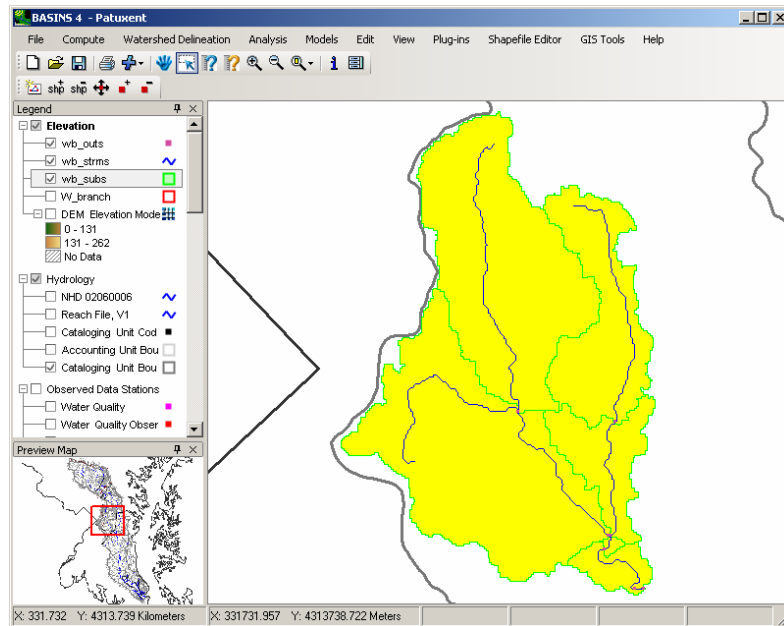 BASINS 4 - Patuxent
File Compute Watershed Delineation Analysis Models Edit View Plug-ins Shapefile Editor GIS Tools Help
shp shp
Legend
Elevation
wb_outs
wb_strms
wb_subs
W_branch
DEM Elevation Mode
0 - 131
131 - 262
No Data
Hydrology
NHD 02060006
Reach File, V1
Cataloging Unit Cod
Accounting Unit Bou
Cataloging Unit Bou
Observed Data Stations
Water Quality
Water Quality Obser
Preview Map
X: 331.732 Y: 4313.739 Kilometers X: 331731.957 Y: 4313738.722 Meters